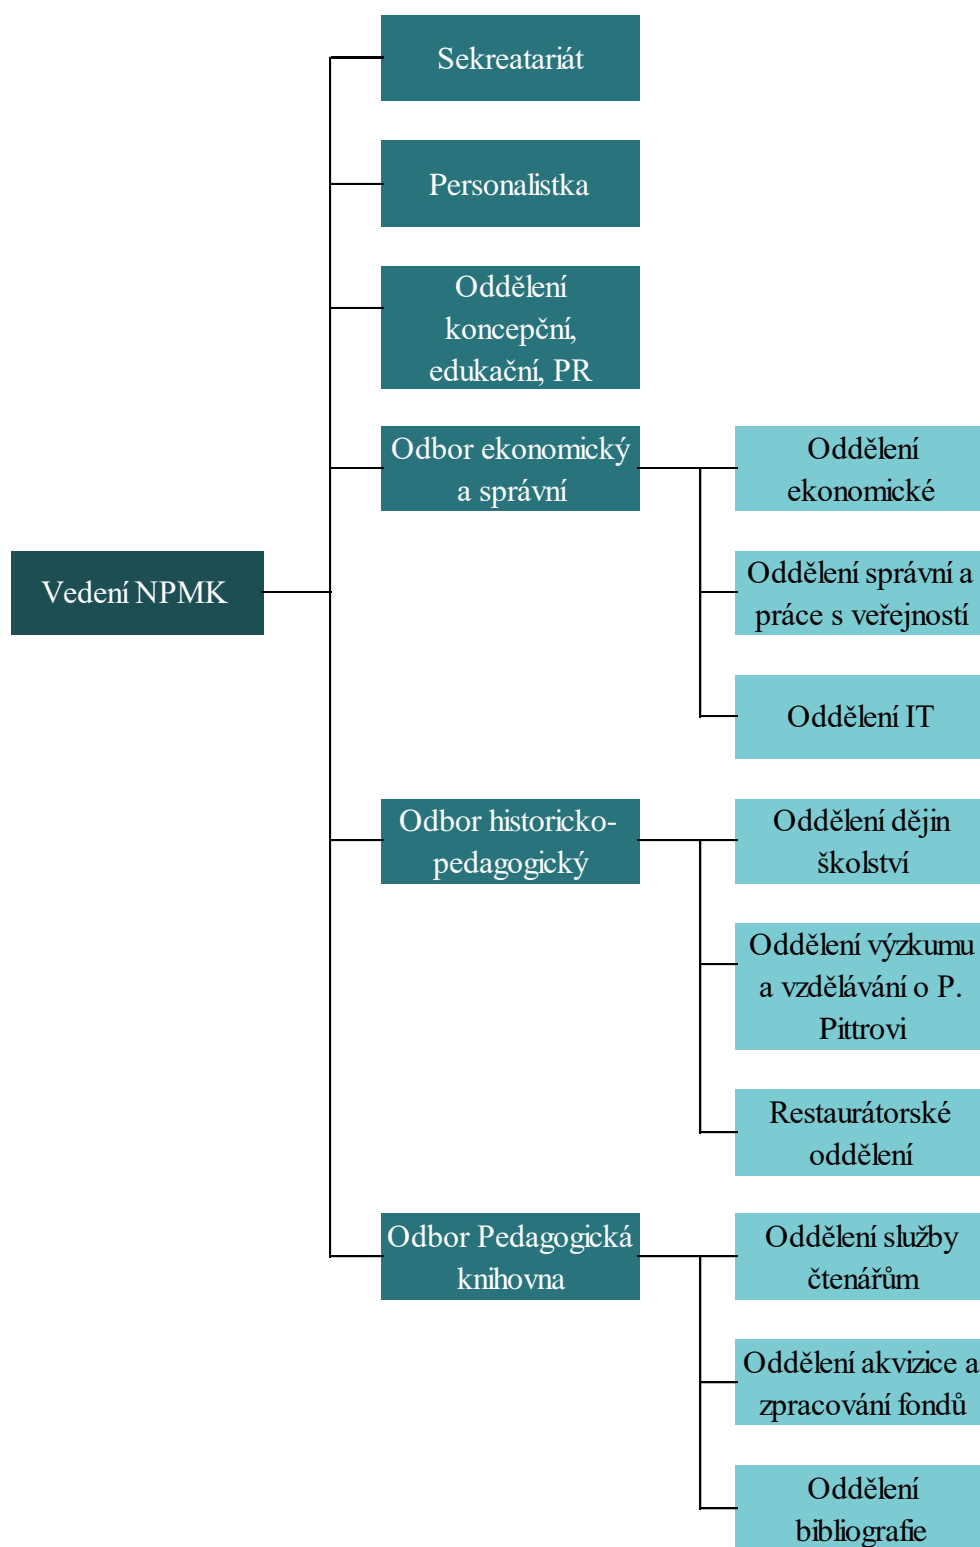 Sekreatariát
Personalistka
Oddělení
koncepční,
edukační, PR
Odbor ekonomický
a správní
Oddělení
ekonomické
Vedení NPMK
Oddělení správní a
práce s veřejností
Oddělení IT
Odbor historicko-
pedagogický
Oddělení dějin
školství
Oddělení výzkumu
a vzdělávání o P.
Pittrovi
Restaurátorské
oddělení
Odbor Pedagogická
knihovna
Oddělení služby
čtenářům
Oddělení akvizice a
zpracování fondů
Oddělení
bibliografie